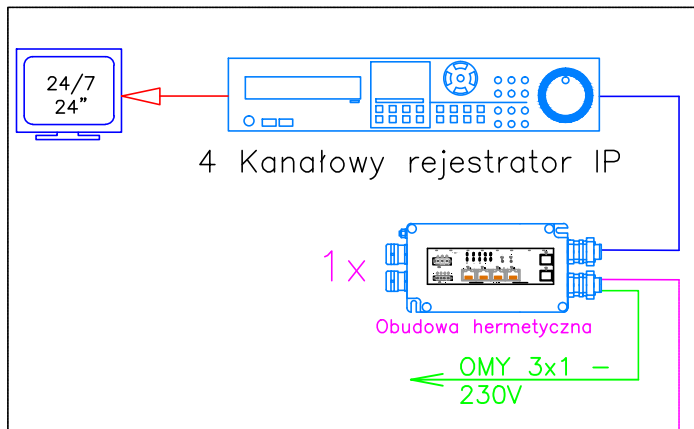 24/7
24"
4 Kanałowy rejestrator IP
1x
Obudowa hermetyczna
OMY 3x1 –
230V